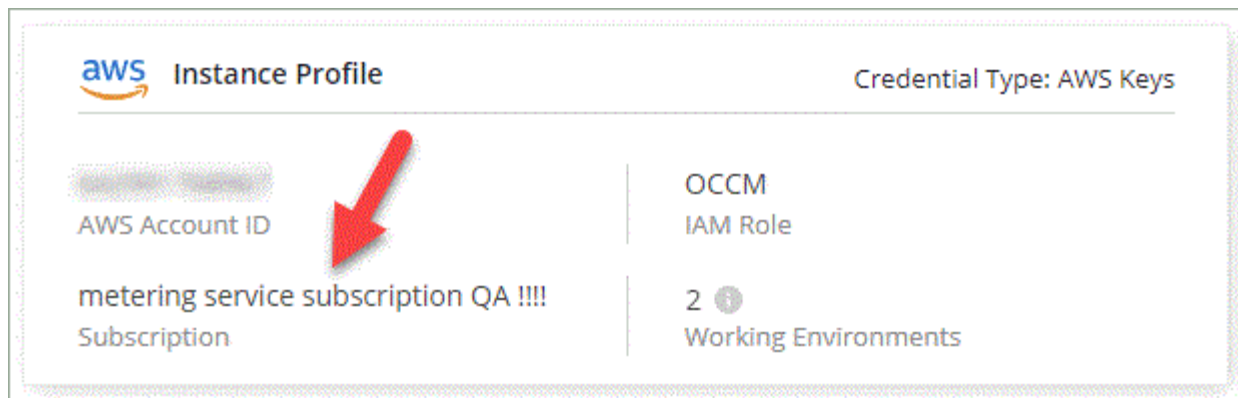 aws Instance Profile
Credential Type: AWS Keys
AWS Account ID
OCCM
IAM Role
metering service subscription QA !!!!
Subscription
2
Working Environments